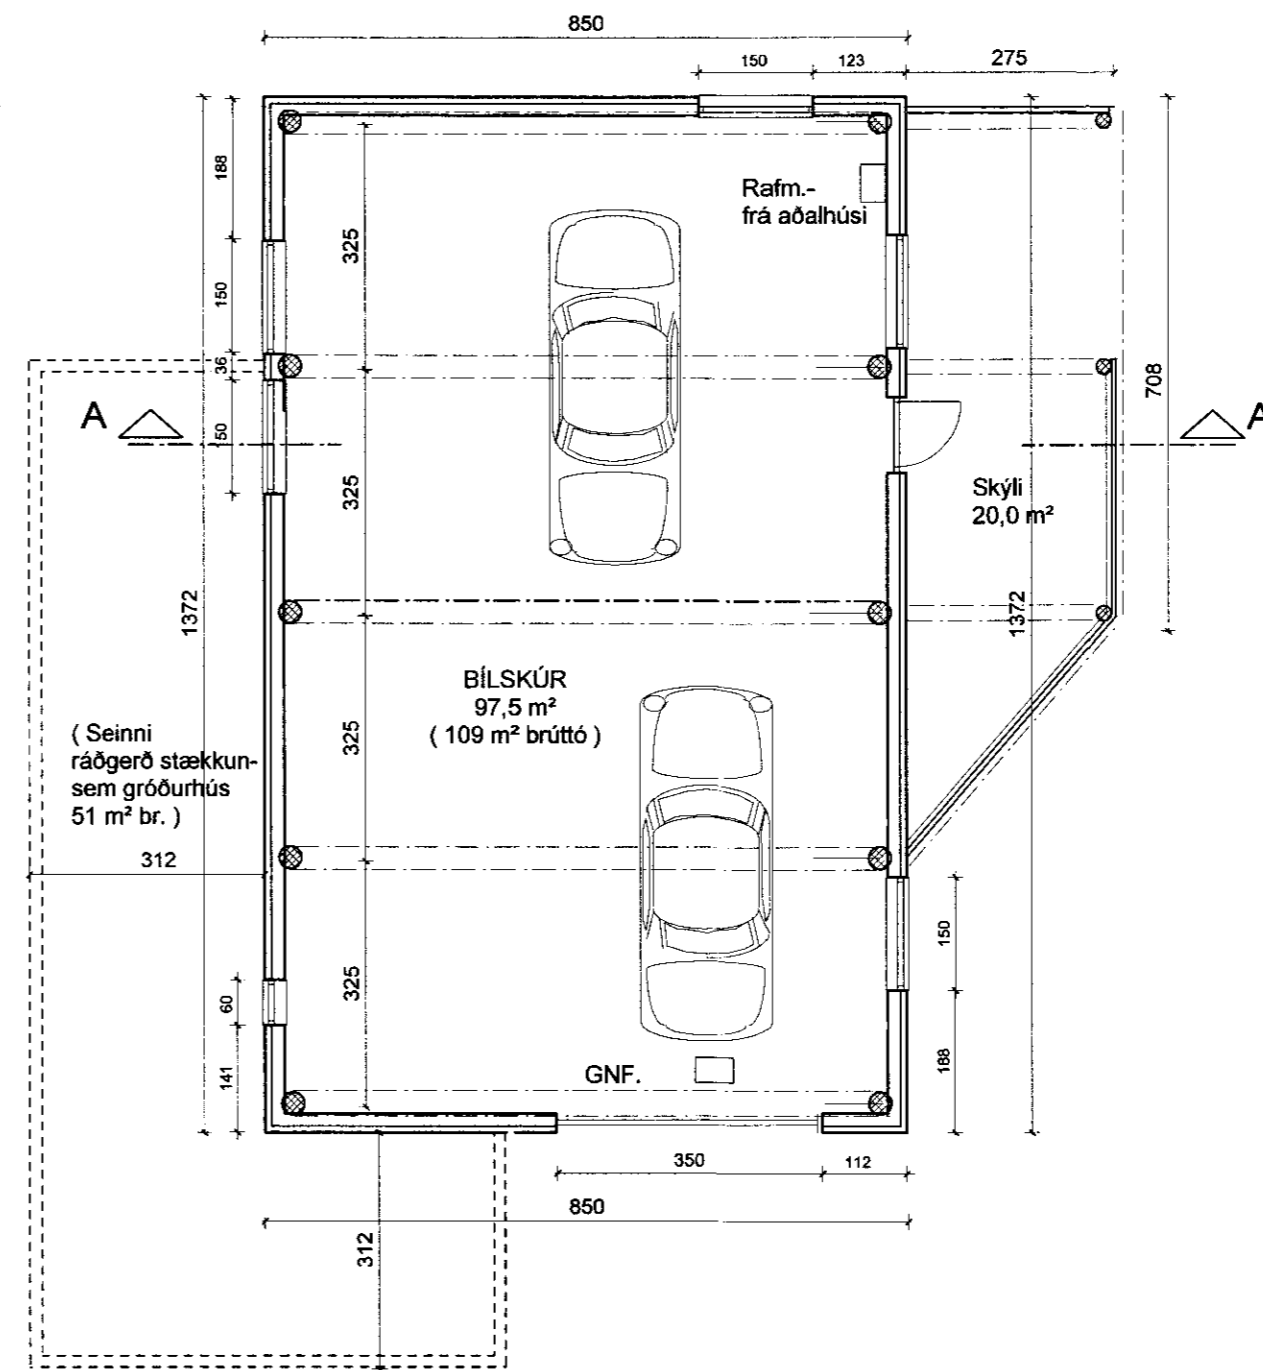 850
150
123
275
188
325
Rafm.-
frá aðalhúsi
150
36
150
708
A
A
325
Skýli
20,0 m²
1372
1372
BÍLSKÚR
97,5 m²
( 109 m² brúttó )
325
( Seinni
ráðgerð stækkun-
sem gróðurhús
51 m² br. )
312
150
325
60
188
141
GNF.
350
112
850
312